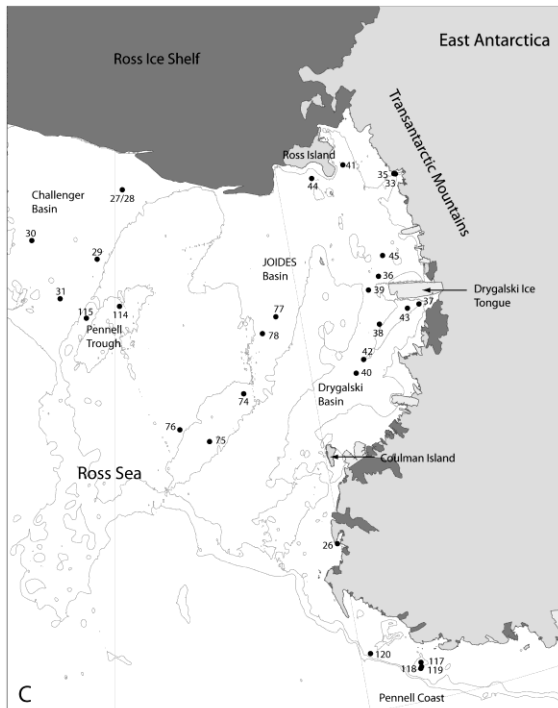 East Antarctica
Ross Ice Shelf
Transantarctic Mountains
Ross Island
41
35
33
44
27/28
Challenger
Basin
30
29
45
JOIDES
Basin
36
39
Drygalski Ice
Tongue
31
115
114
Pennell
Trough
77
78
37
43
38
42
40
Drygalski
Basin
74
76
75
Ross Sea
Coulman Island
26
120
117
118
119
C
Pennell Coast